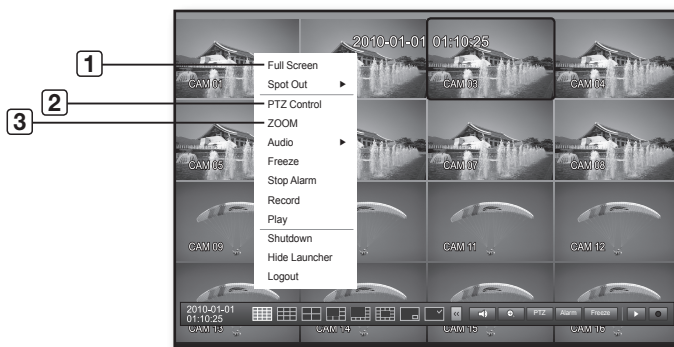 2010-01-01 01:10:25
CAM 01
CAM 03
CAM 04
1
Full Screen
Spot Out
2
PTZ Control
3
ZOOM
Audio
Freeze
Stop Alarm
Record
Play
Shutdown
Hide Launcher
Logout
CAM 05
CAM 07
CAM 08
CAM 09
CAM 11
CAM 12
2010-01-01
01:10:25
PTZ
Alarm
Freeze
CAM 13
CAM 14
CAM 15
CAM 16